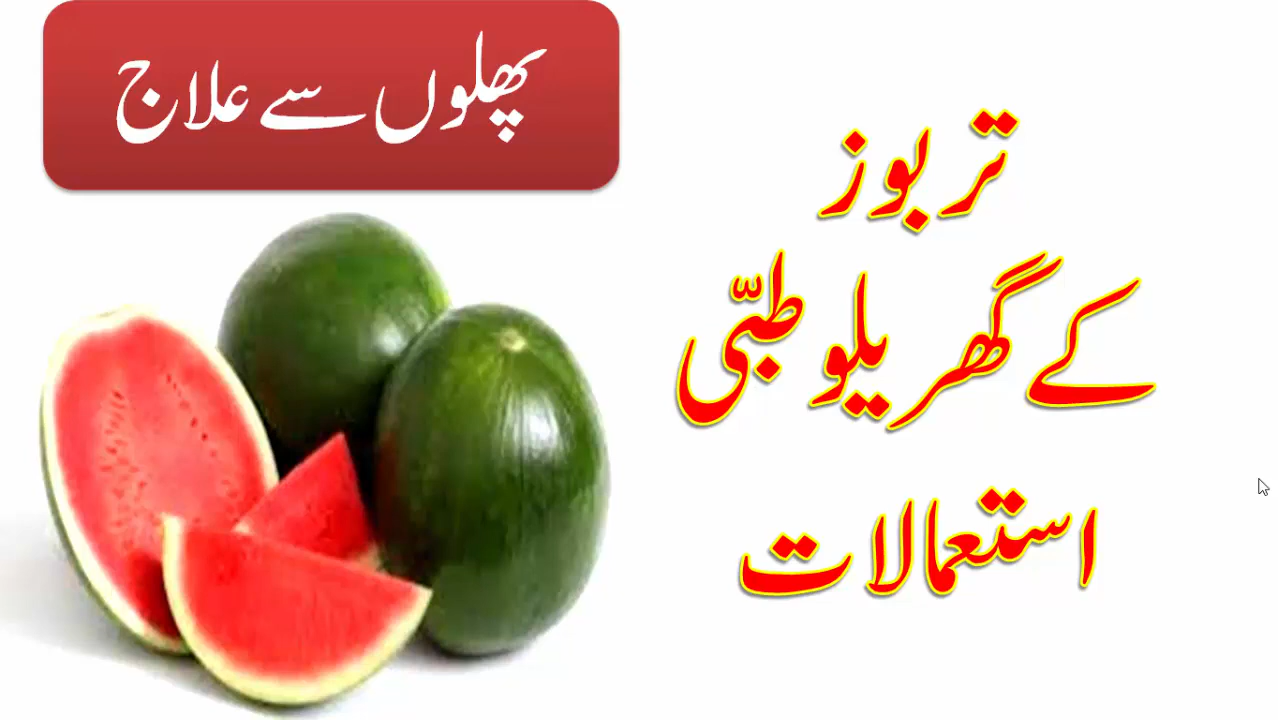 پھلوں سے علاج
تربوز
کے گھریلو طبّی
استعمالات